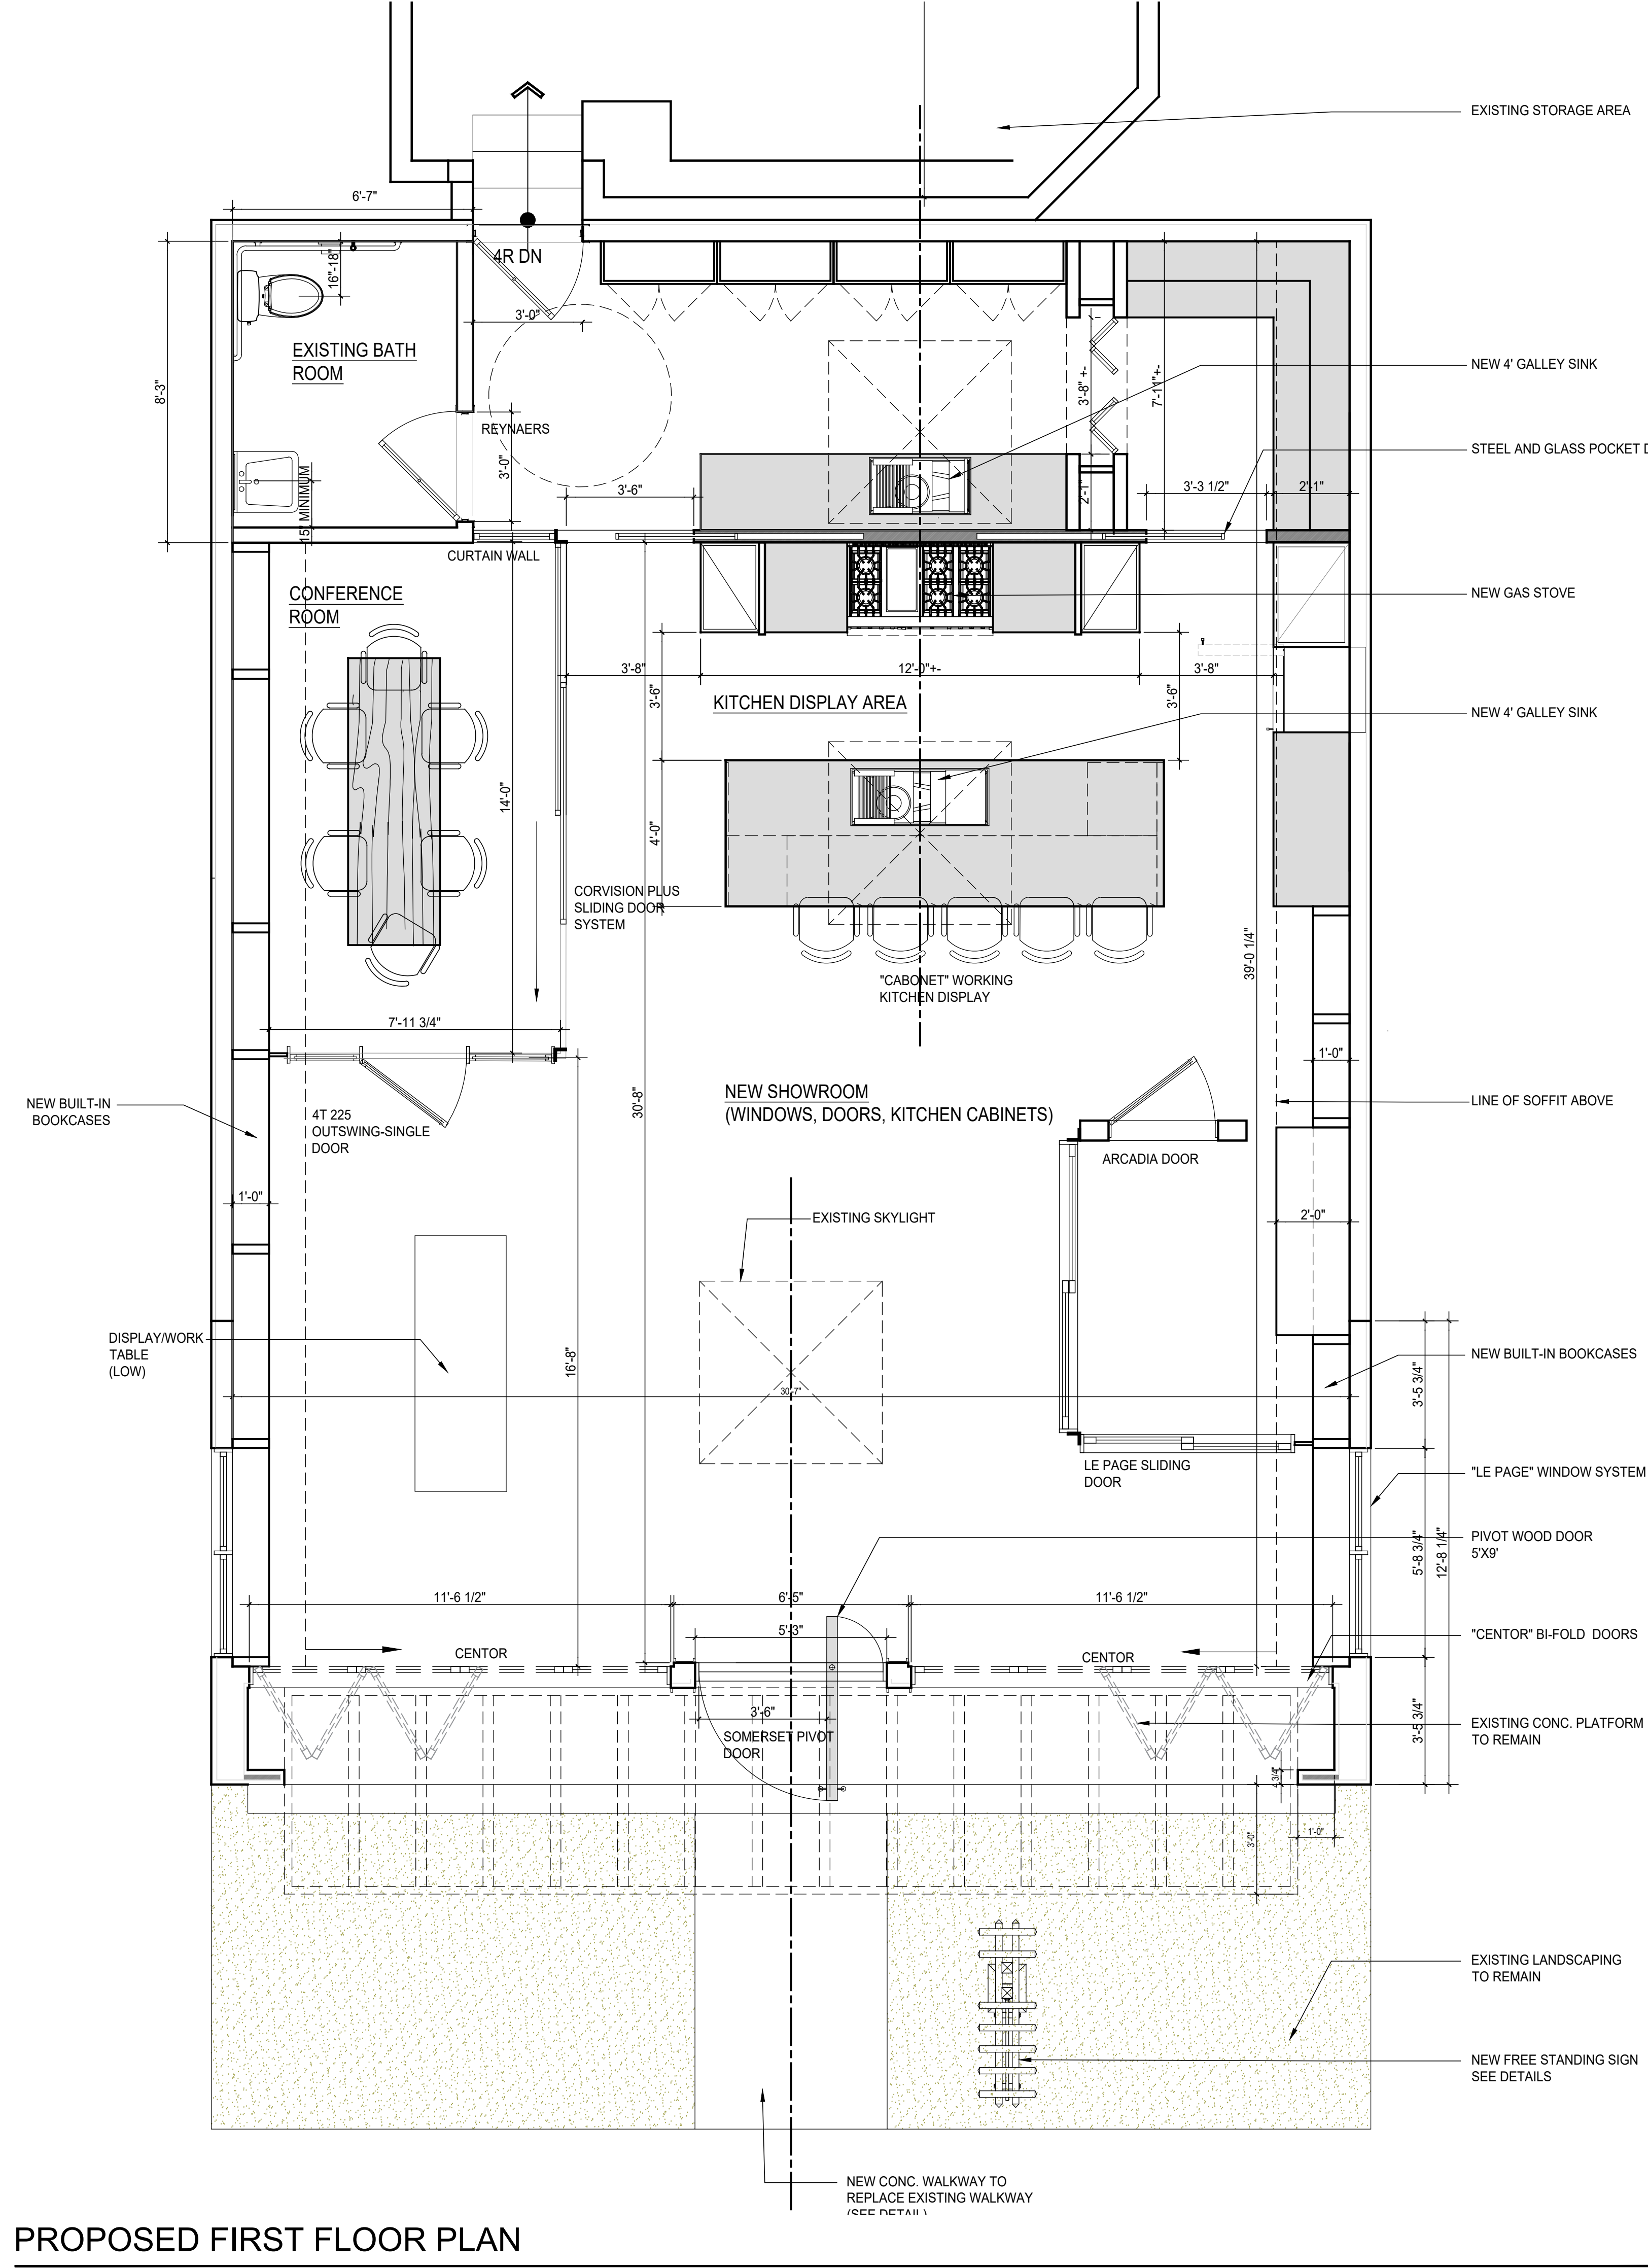 EXISTING STORAGE AREA
6'-7"
4R DN
16"-18"
3'-0"
EXISTING BATH
ROOM
8'-3"
3'-8" +-
7'-11"+-
NEW 4' GALLEY SINK
REYNAERS
3'-0"
STEEL AND GLASS POCKET D
15" MINIMUM
3'-6"
2'-1"
3'-3 1/2"
2'-1"
CURTAIN WALL
CONFERENCE
ROOM
NEW GAS STOVE
3'-8"
12'-0"+-
3'-8"
3'-6"
3'-6"
KITCHEN DISPLAY AREA
NEW 4' GALLEY SINK
14'-0"
4'-0"
CORVISION PLUS
SLIDING DOOR
SYSTEM
39'-0 1/4"
"CABONET" WORKING
KITCHEN DISPLAY
7'-11 3/4"
1'-0"
NEW BUILT-IN
BOOKCASES
30'-8"
NEW SHOWROOM
(WINDOWS, DOORS, KITCHEN CABINETS)
LINE OF SOFFIT ABOVE
4T 225
OUTSWING-SINGLE
DOOR
ARCADIA DOOR
1'-0"
2'-0"
EXISTING SKYLIGHT
DISPLAY/WORK
TABLE
(LOW)
16'-8"
30'-7"
NEW BUILT-IN BOOKCASES
3'-5 3/4"
LE PAGE SLIDING
DOOR
"LE PAGE" WINDOW SYSTEM
PIVOT WOOD DOOR
5'X9'
5'-8 3/4"
12'-8 1/4"
11'-6 1/2"
6'-5"
11'-6 1/2"
5'-3"
CENTOR
CENTOR
"CENTOR" BI-FOLD DOORS
3'-6"
SOMERSET PIVOT
DOOR
3'-5 3/4"
EXISTING CONC. PLATFORM
TO REMAIN
4 3/4"
3'-0"
1'-0"
EXISTING LANDSCAPING
TO REMAIN
NEW FREE STANDING SIGN
SEE DETAILS
NEW CONC. WALKWAY TO
REPLACE EXISTING WALKWAY
(SEE DETAIL)
PROPOSED FIRST FLOOR PLAN